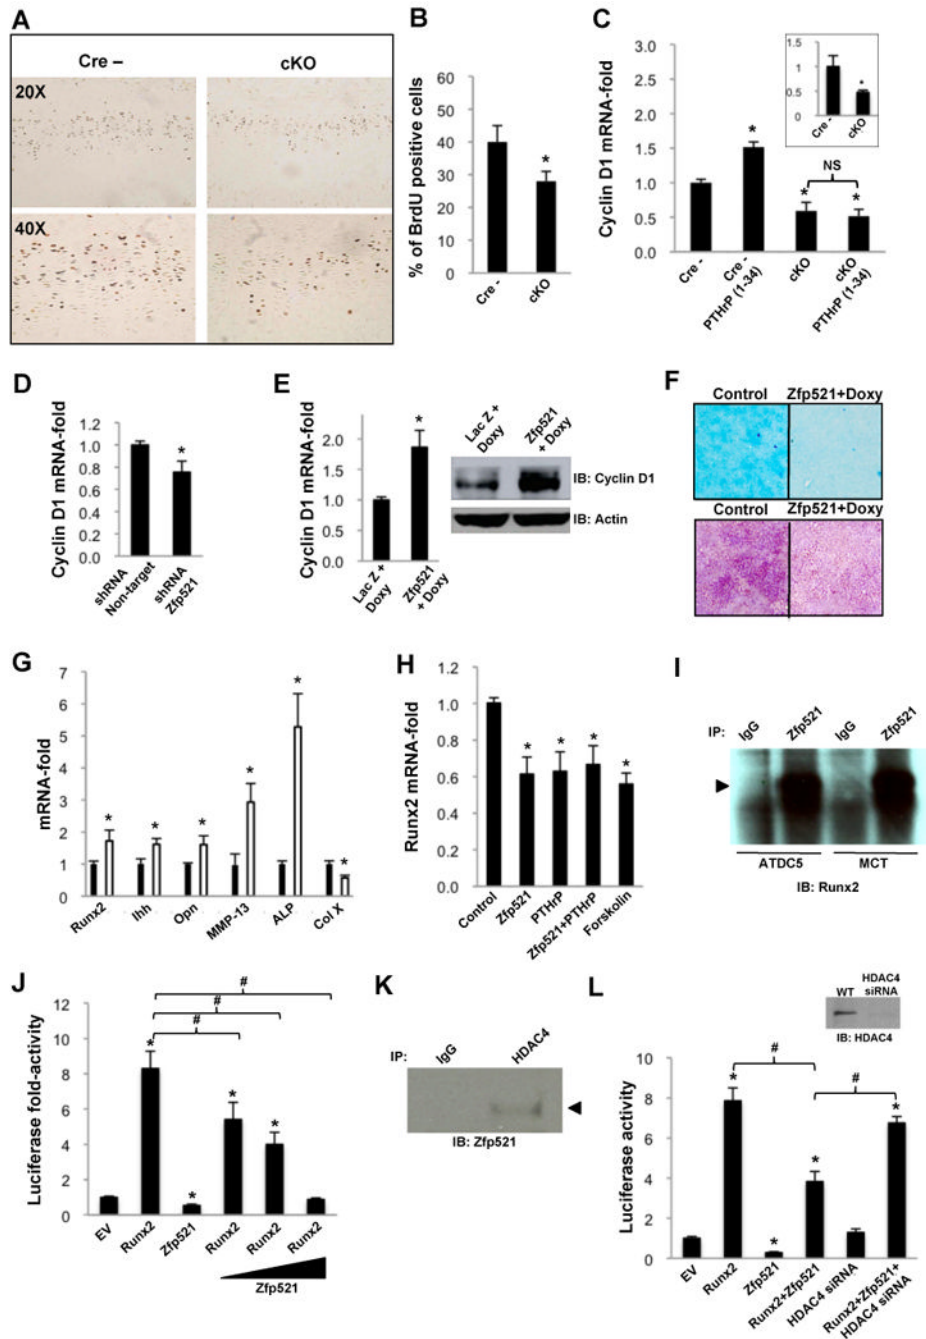 A
Cre –
cKO
20X
40X
B
% of BrdU positive cells
60
50
40
30
20
10
0
*
Cre -
cKO
C
Cyclin D1 mRNA-fold
3.0
2.5
2.0
1.5
1.0
0.5
0.0
*
*
NS
*
Cre -
Cre -
PTHrP (1-34)
cKO
cKO
PTHrP (1-34)
1.5
1
0.5
0
*
Cre -
cKO
D
Cyclin D1 mRNA-fold
1.2
1.0
0.8
0.6
0.4
0.2
0.0
*
shRNA
Non-target
shRNA
Zfp521
E
Cyclin D1 mRNA-fold
2.0
1.0
0.0
*
Lac Z +
Doxy
Zfp521
+ Doxy
Lac Z +
Doxy
Zfp521
+ Doxy
IB: Cyclin D1
IB: Actin
F
Control
Zfp521+Doxy
Control
Zfp521+Doxy
G
mRNA-fold
7
6
5
4
3
2
1
0
*
*
*
*
*
*
Runx2
Ihh
Opn
MMP-13
ALP
Col X
H
Runx2 mRNA-fold
1.2
1.0
0.8
0.6
0.4
0.2
0.0
*
*
*
*
Control
Zfp521
PTHrP
Zfp521+PTHrP
Forskolin
I
IP:
IgG
Zfp521
IgG
Zfp521
ATDC5
MCT
IB: Runx2
J
Luciferase fold-activity
12
10
8
6
4
2
0
#
#
#
*
*
*
*
EV
Runx2
Zfp521
Runx2
Runx2
Runx2
Zfp521
K
IP:
IgG
HDAC4
IB: Zfp521
L
WT
HDAC4
siRNA
IB: HDAC4
Luciferase activity
10
8
6
4
2
0
#
#
*
*
*
*
EV
Runx2
Zfp521
Runx2+Zfp521
HDAC4 siRNA
Runx2+Zfp521+
HDAC4 siRNA